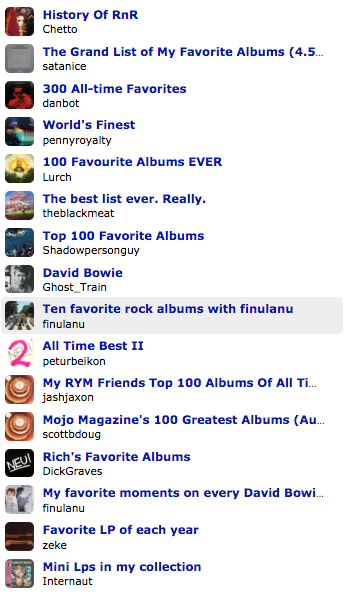 History Of RnR
Chetto
The Grand List of My Favorite Albums (4.5...
satanice
300 All-time Favorites
danbot
World's Finest
pennyroyalty
100 Favourite Albums EVER
Lurch
The best list ever. Really.
theblackmeat
Top 100 Favorite Albums
Shadowpersonguy
David Bowie
Ghost_Train
Ten favorite rock albums with finulanu
finulanu
All Time Best II
peturbeikon
My RYM Friends Top 100 Albums Of All Ti...
jashjaxon
Mojo Magazine's 100 Greatest Albums (Au...
scottbdoug
NEU!
Rich's Favorite Albums
DickGraves
My favorite moments on every David Bowi...
finulanu
Favorite LP of each year
zeke
Mini Lps in my collection
Internaut